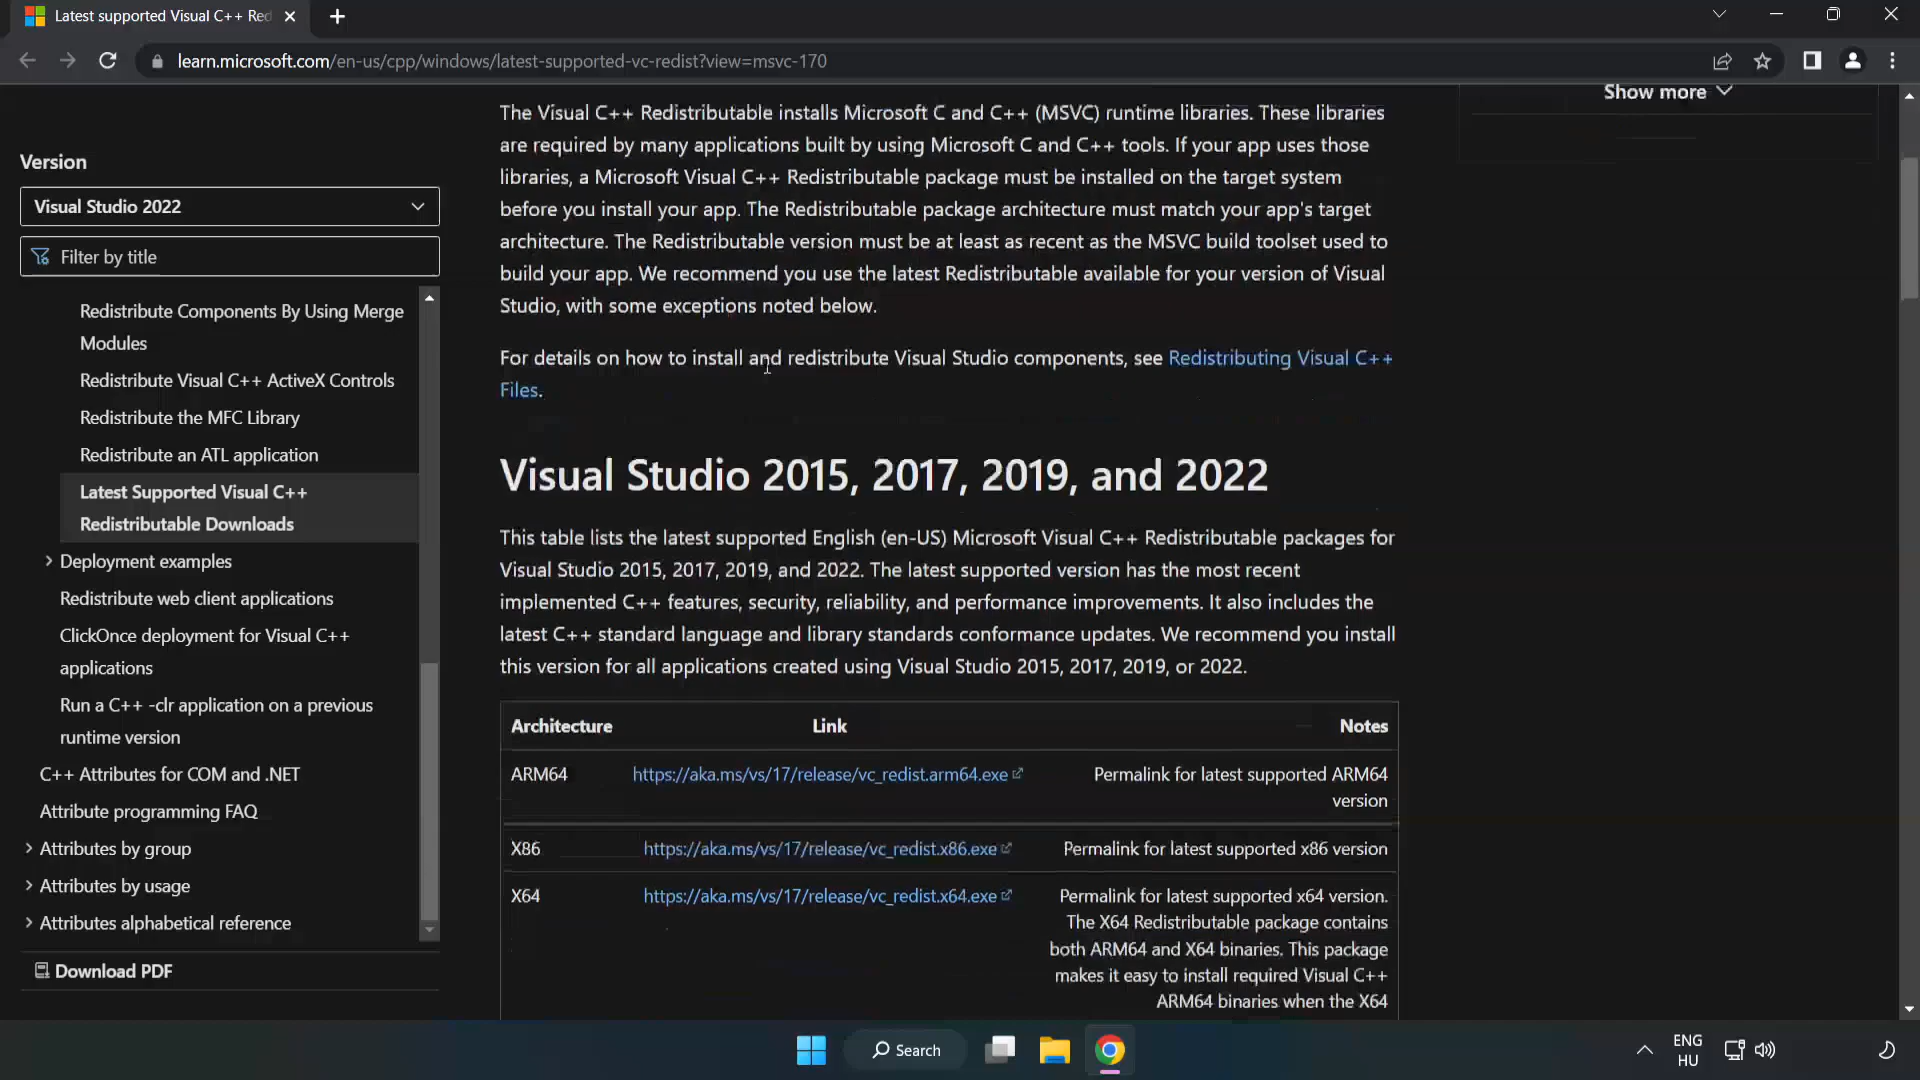 Latest supported Visual C++ Red
learn.microsoft.com/en-us/cpp/windows/latest-supported-vc-redist?view=msvc-170
Version
Visual Studio 2022
Filter by title
Redistribute Components By Using Merge
Modules
Redistribute Visual C++ ActiveX Controls
Redistribute the MFC Library
Redistribute an ATL application
Latest Supported Visual C++
Redistributable Downloads
Deployment examples
Redistribute web client applications
ClickOnce deployment for Visual C++
applications
Run a C++ -clr application on a previous
runtime version
C++ Attributes for COM and .NET
Attribute programming FAQ
Attributes by group
Attributes by usage
Attributes alphabetical reference
Download PDF
The Visual C++ Redistributable installs Microsoft C and C++ (MSVC) runtime libraries. These libraries
are required by many applications built by using Microsoft C and C++ tools. If your app uses those
libraries, a Microsoft Visual C++ Redistributable package must be installed on the target system
before you install your app. The Redistributable package architecture must match your app's target
architecture. The Redistributable version must be at least as recent as the MSVC build toolset used to
build your app. We recommend you use the latest Redistributable available for your version of Visual
Studio, with some exceptions noted below.
For details on how to install and redistribute Visual Studio components, see Redistributing Visual C++
Files.
Visual Studio 2015, 2017, 2019, and 2022
This table lists the latest supported English (en-US) Microsoft Visual C++ Redistributable packages for
Visual Studio 2015, 2017, 2019, and 2022. The latest supported version has the most recent
implemented C++ features, security, reliability, and performance improvements. It also includes the
latest C++ standard language and library standards conformance updates. We recommend you install
this version for all applications created using Visual Studio 2015, 2017, 2019, or 2022.
Architecture Link Notes
ARM64 https://aka.ms/vs/17/release/vc_redist.arm64.exe Permalink for latest supported ARM64
version
X86 https://aka.ms/vs/17/release/vc_redist.x86.exe Permalink for latest supported x86 version
X64 https://aka.ms/vs/17/release/vc_redist.x64.exe Permalink for latest supported x64 version.
The X64 Redistributable package contains
both ARM64 and X64 binaries. This package
makes it easy to install required Visual C++
ARM64 binaries when the X64
Show more
Search
ENG
HU